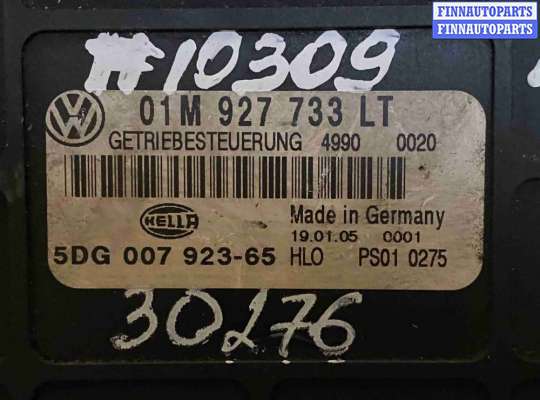 FINNAUTOPARTS
FINNAUTOPARTS
#10309
VW 01M 927 733 LT
GETRIEBESTEUERUNG 4990 0020
HELLA Made in Germany
19.01.05 0001
5DG 007 923-65 HLO PS01 0275
30276